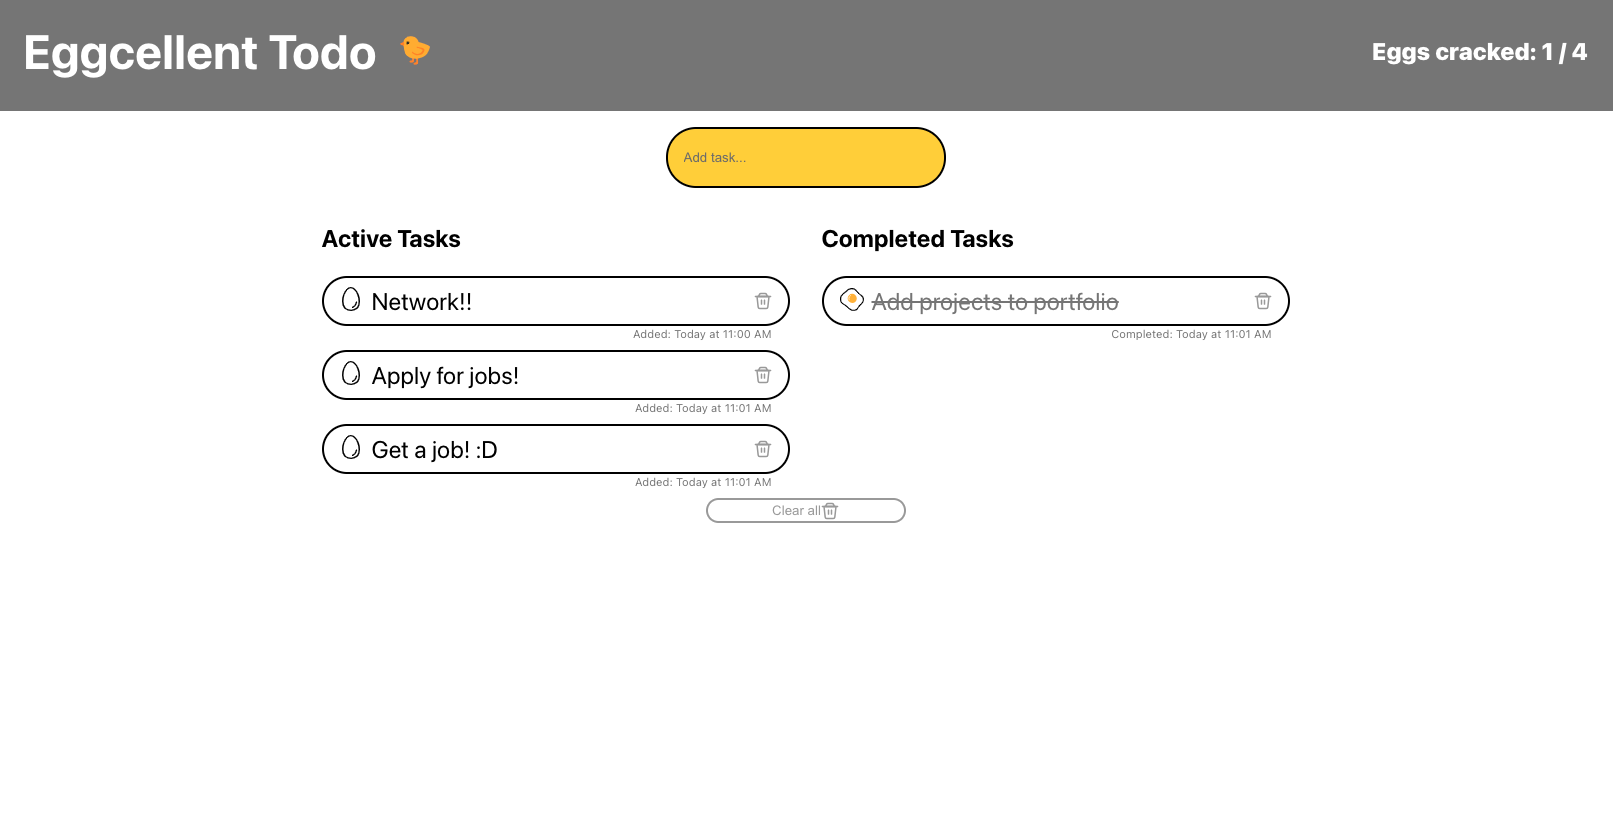 Eggcellent Todo
Eggs cracked: 1 / 4
Add task...
Active Tasks
Network!!
Added: Today at 11:00 AM
Apply for jobs!
Added: Today at 11:01 AM
Get a job! :D
Added: Today at 11:01 AM
Completed Tasks
Add projects to portfolio
Completed: Today at 11:01 AM
Clear all